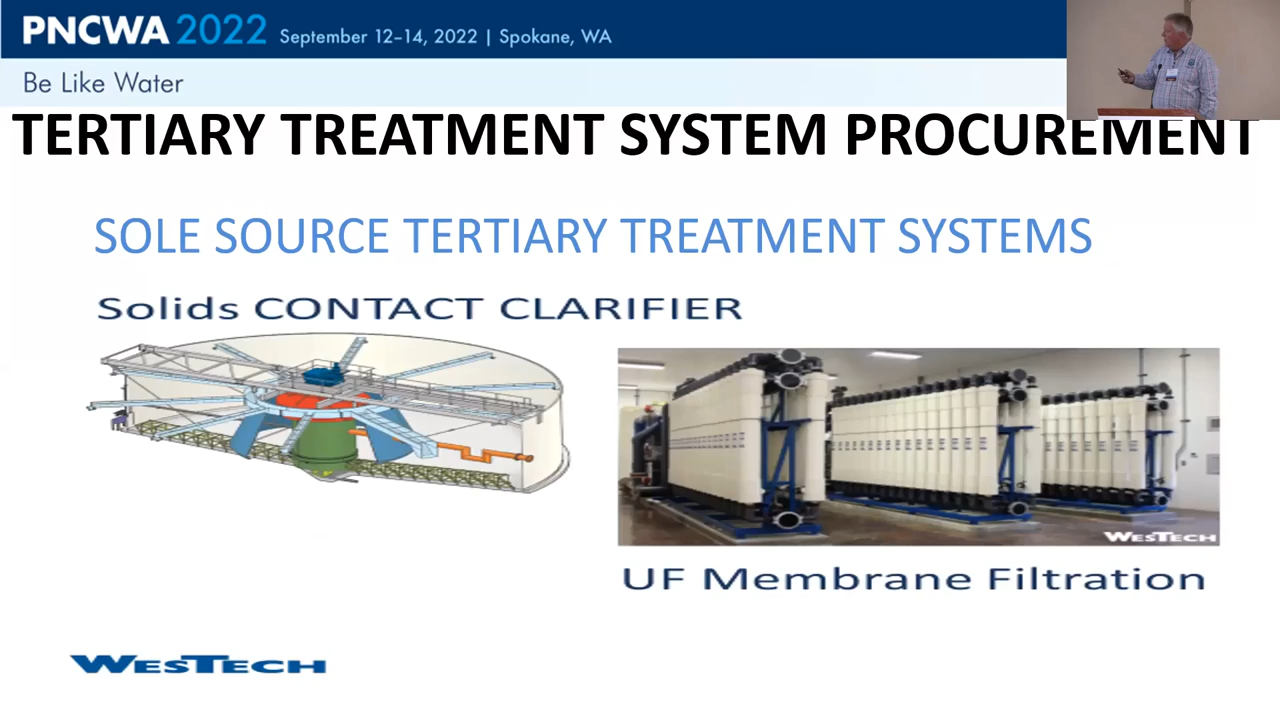 PNCWA 2022 September 12–14, 2022 | Spokane, WA
Be Like Water
TERTIARY TREATMENT SYSTEM PROCUREMENT
SOLE SOURCE TERTIARY TREATMENT SYSTEMS
Solids CONTACT CLARIFIER
WESTECH
UF Membrane Filtration
WESTECH